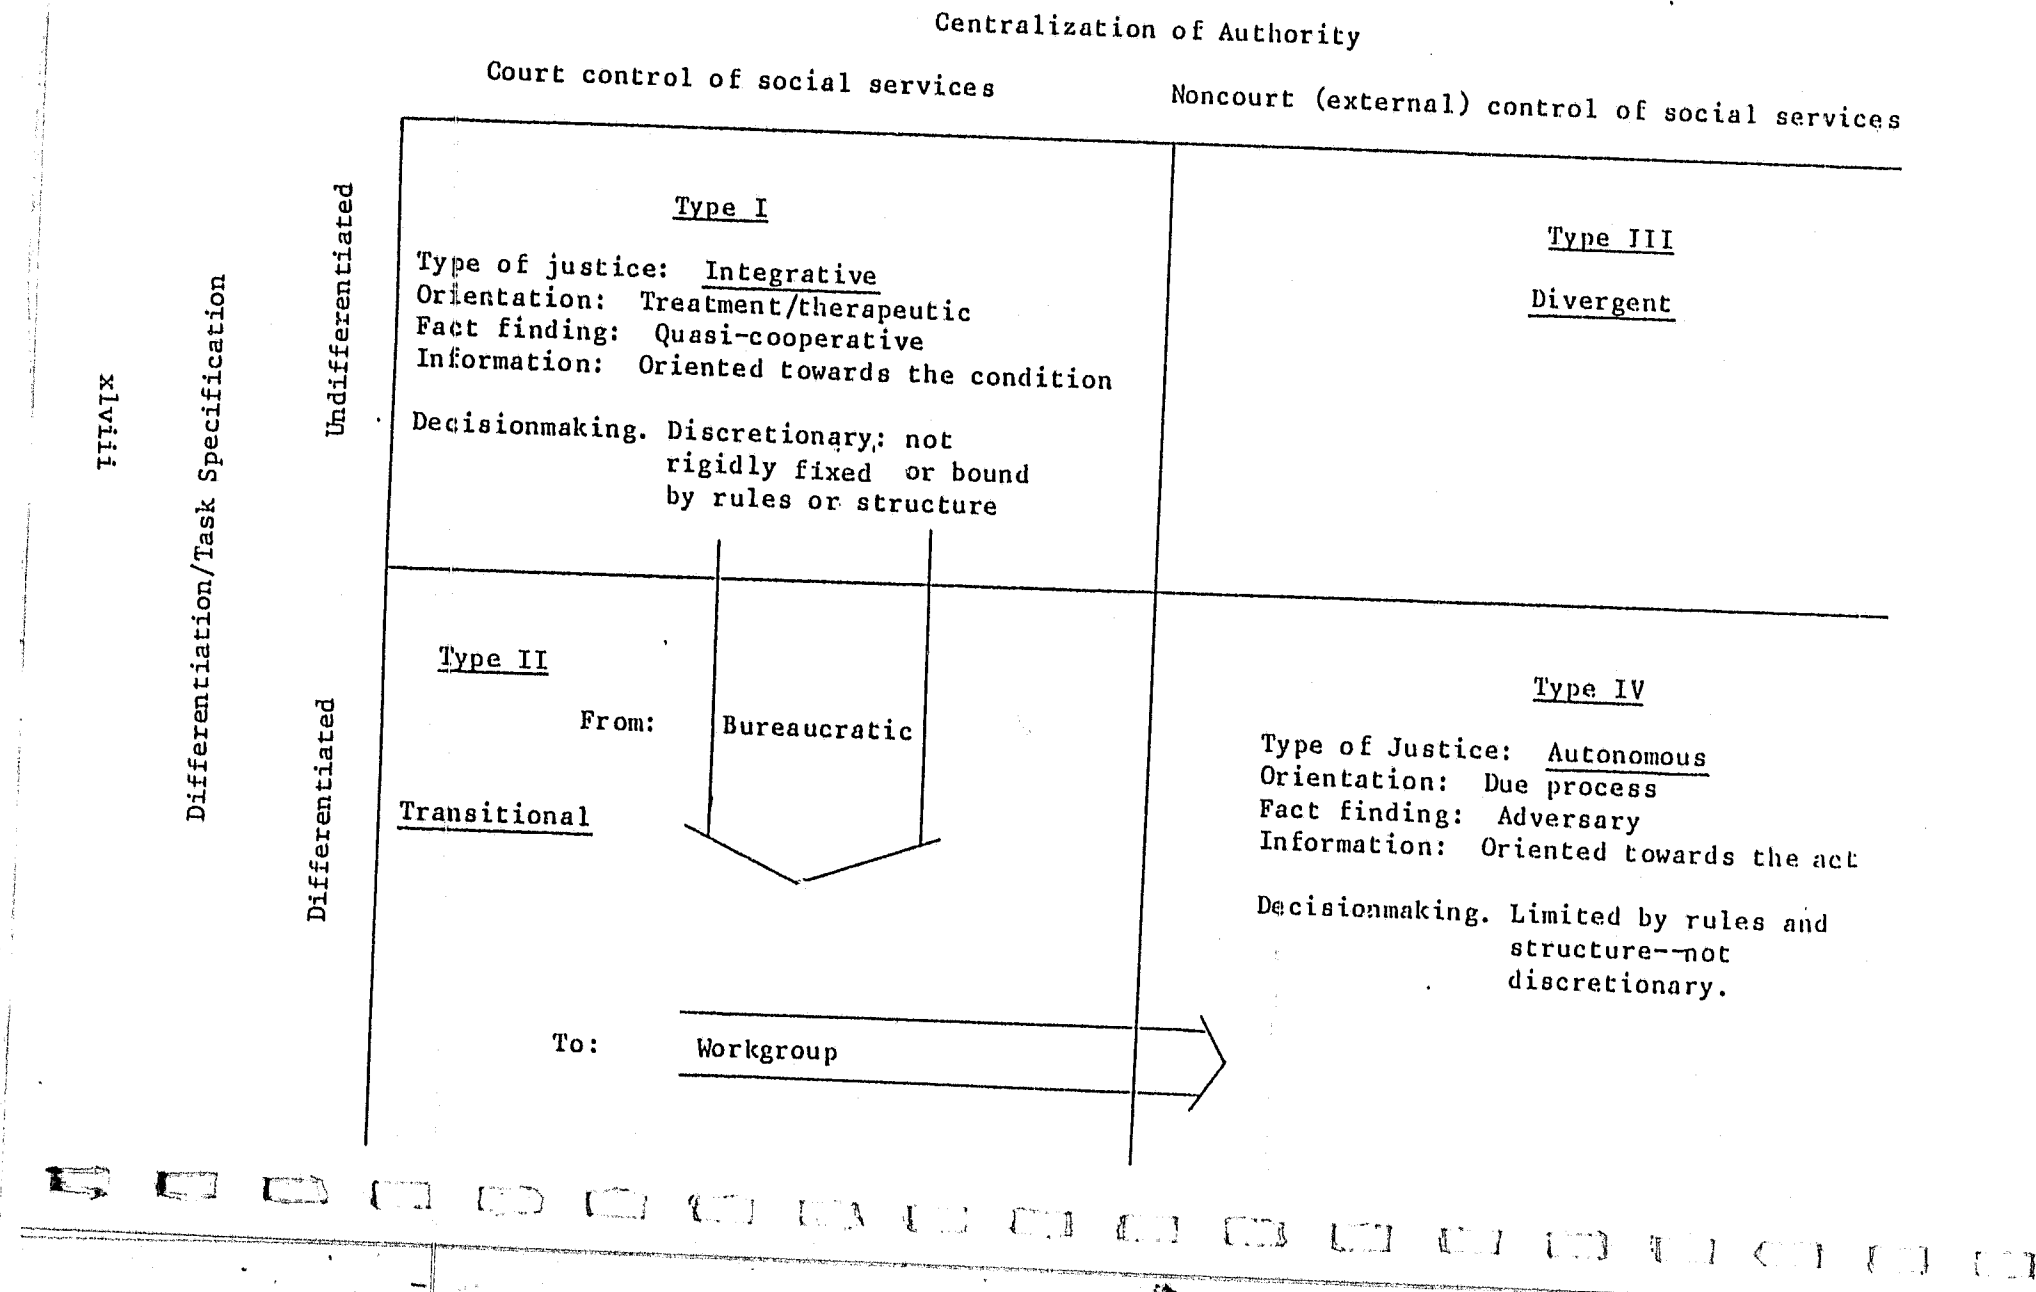 Centralization of Authority
Court control of social services
Noncourt (external) control of social services
xlviii
Differentiation/Task Specification
Undifferentiated
Type I
Type of justice: Integrative
Orientation: Treatment/therapeutic
Fact finding: Quasi-cooperative
Information: Oriented towards the condition
Decisionmaking. Discretionary: not
rigidly fixed or bound
by rules or structure
Type III
Divergent
Differentiated
Type II
From: Bureaucratic
Transitional
To: Workgroup
Type IV
Type of Justice: Autonomous
Orientation: Due process
Fact finding: Adversary
Information: Oriented towards the act
Decisionmaking. Limited by rules and
structure--not
discretionary.